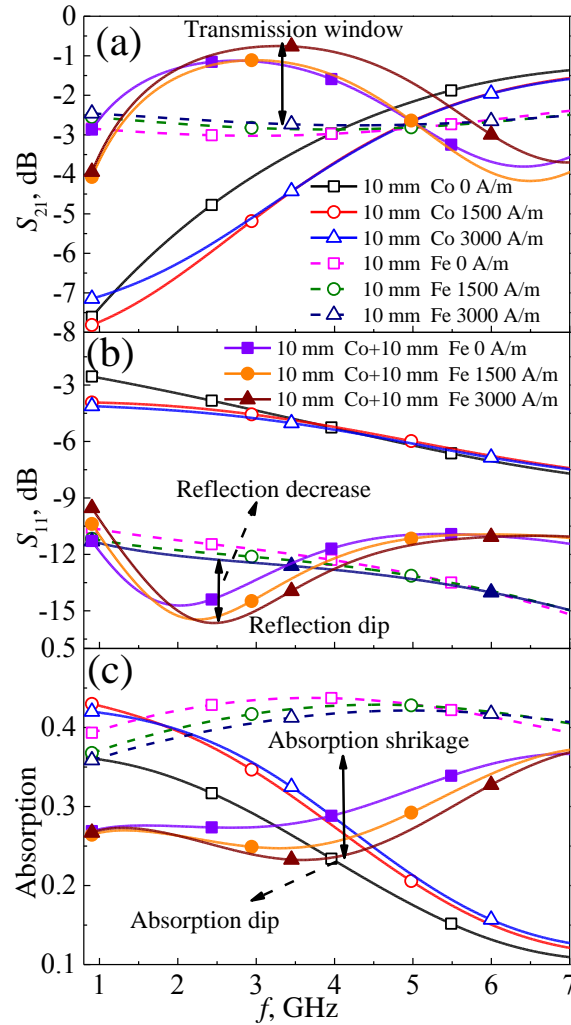 (a)
Transmission window
-1
-2
-3
-4
-5
-6
-7
-8
S21, dB
10 mm Co 0 A/m
10 mm Co 1500 A/m
10 mm Co 3000 A/m
10 mm Fe 0 A/m
10 mm Fe 1500 A/m
10 mm Fe 3000 A/m
(b)
10 mm Co+10 mm Fe 0 A/m
10 mm Co+10 mm Fe 1500 A/m
10 mm Co+10 mm Fe 3000 A/m
-3
-6
-9
-12
-15
S11, dB
Reflection decrease
Reflection dip
(c)
0.5
0.4
0.3
0.2
0.1
Absorption
Absorption shrikage
Absorption dip
1 2 3 4 5 6 7
f, GHz